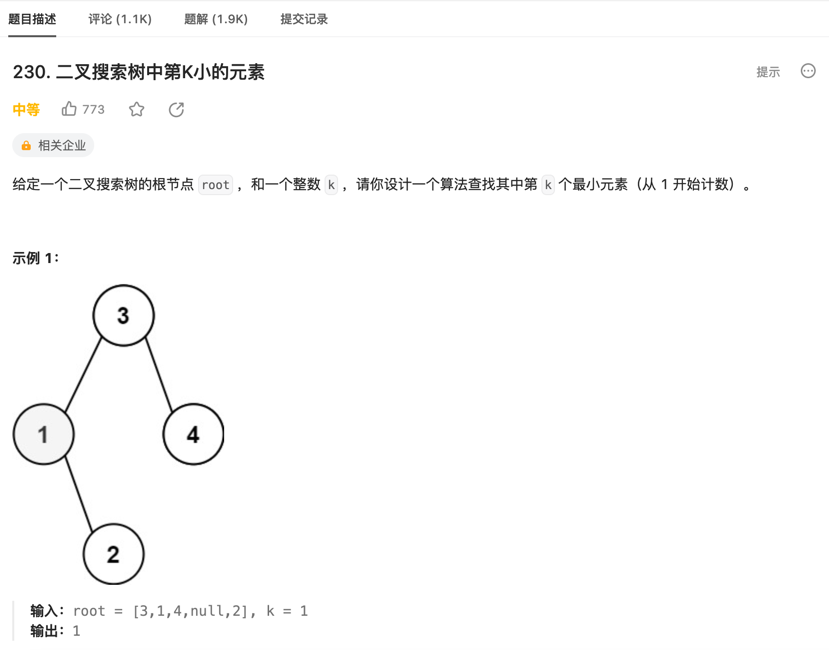 题目描述 评论 (1.1K) 题解 (1.9K) 提交记录
230. 二叉搜索树中第K小的元素 提示
中等 773
相关企业
给定一个二叉搜索树的根节点 root ，和一个整数 k ，请你设计一个算法查找其中第 k 个最小元素（从 1 开始计数）。
示例 1：
3
1 4
2
输入：root = [3,1,4,null,2], k = 1
输出：1